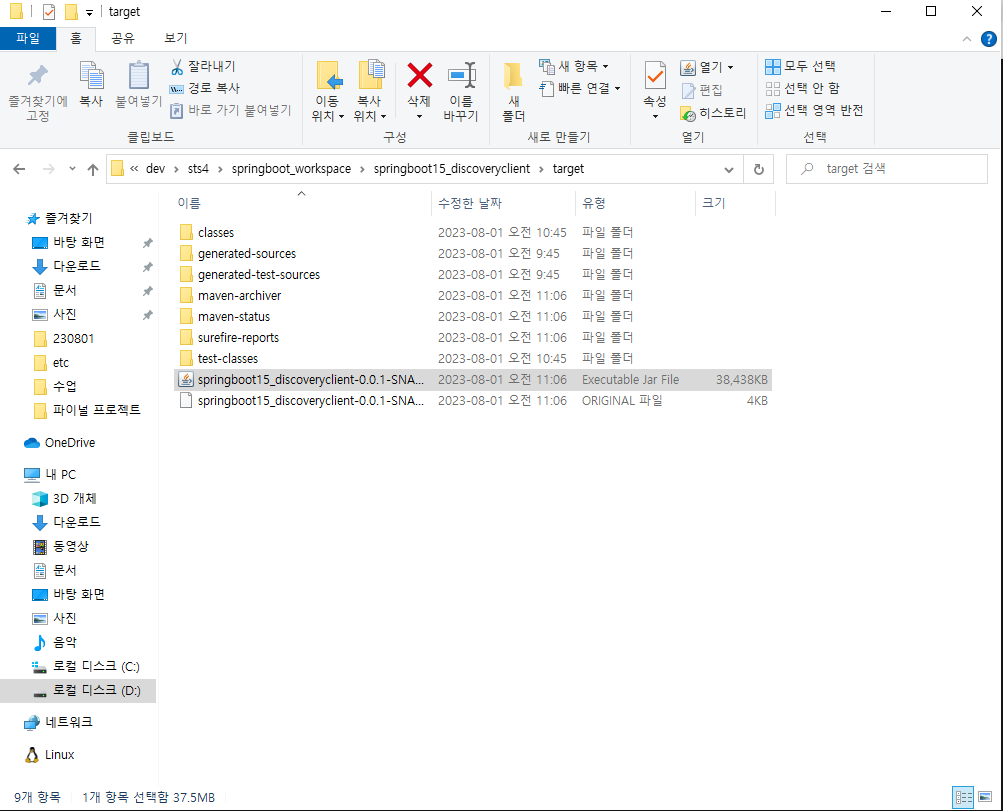 target
파일 홈 공유 보기
즐겨찾기에 고정
복사
붙여넣기
잘라내기
경로 복사
바로 가기 붙여넣기
클립보드
이동 위치
복사 위치
삭제
이름 바꾸기
구성
새 폴더
새 항목
빠른 연결
새로 만들기
속성
열기
편집
히스토리
열기
모두 선택
선택 안 함
선택 영역 반전
선택
« dev › sts4 › springboot_workspace › springboot15_discoveryclient › target
target 검색
이름 수정한 날짜 유형 크기
classes 2023-08-01 오전 10:45 파일 폴더
generated-sources 2023-08-01 오전 9:45 파일 폴더
generated-test-sources 2023-08-01 오전 9:45 파일 폴더
maven-archiver 2023-08-01 오전 11:06 파일 폴더
maven-status 2023-08-01 오전 11:06 파일 폴더
surefire-reports 2023-08-01 오전 11:06 파일 폴더
test-classes 2023-08-01 오전 10:45 파일 폴더
springboot15_discoveryclient-0.0.1-SNA... 2023-08-01 오전 11:06 Executable Jar File 38,438KB
springboot15_discoveryclient-0.0.1-SNA... 2023-08-01 오전 11:06 ORIGINAL 파일 4KB
즐겨찾기
바탕 화면
다운로드
문서
사진
230801
etc
수업
파이널 프로젝트
OneDrive
내 PC
3D 개체
다운로드
동영상
문서
바탕 화면
사진
음악
로컬 디스크 (C:)
로컬 디스크 (D:)
네트워크
Linux
9개 항목 1개 항목 선택함 37.5MB